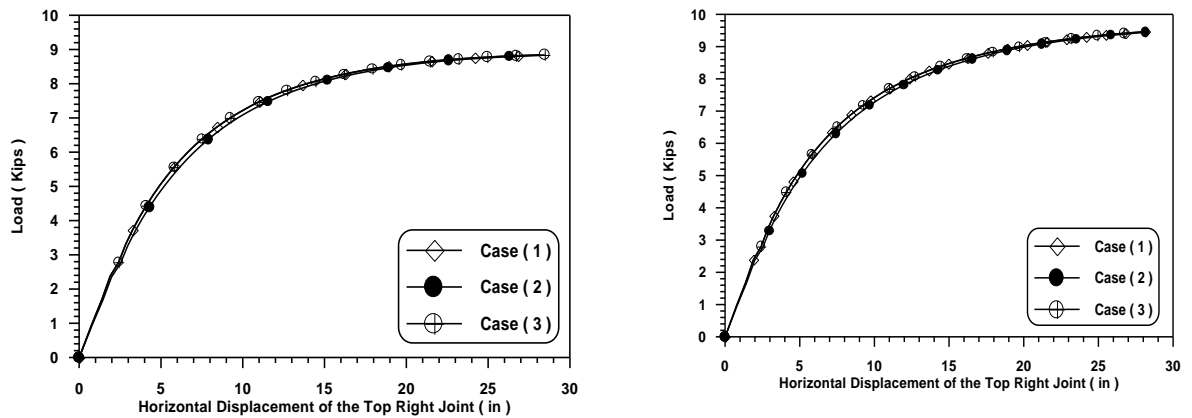 10
9
8
7
6
5
4
3
2
1
0
Load ( Kips )
0 5 10 15 20 25 30
Horizontal Displacement of the Top Right Joint ( in )
Case ( 1 )
Case ( 2 )
Case ( 3 )
10
9
8
7
6
5
4
3
2
1
0
Load ( Kips )
0 5 10 15 20 25 30
Horizontal Displacement of the Top Right Joint ( in )
Case ( 1 )
Case ( 2 )
Case ( 3 )